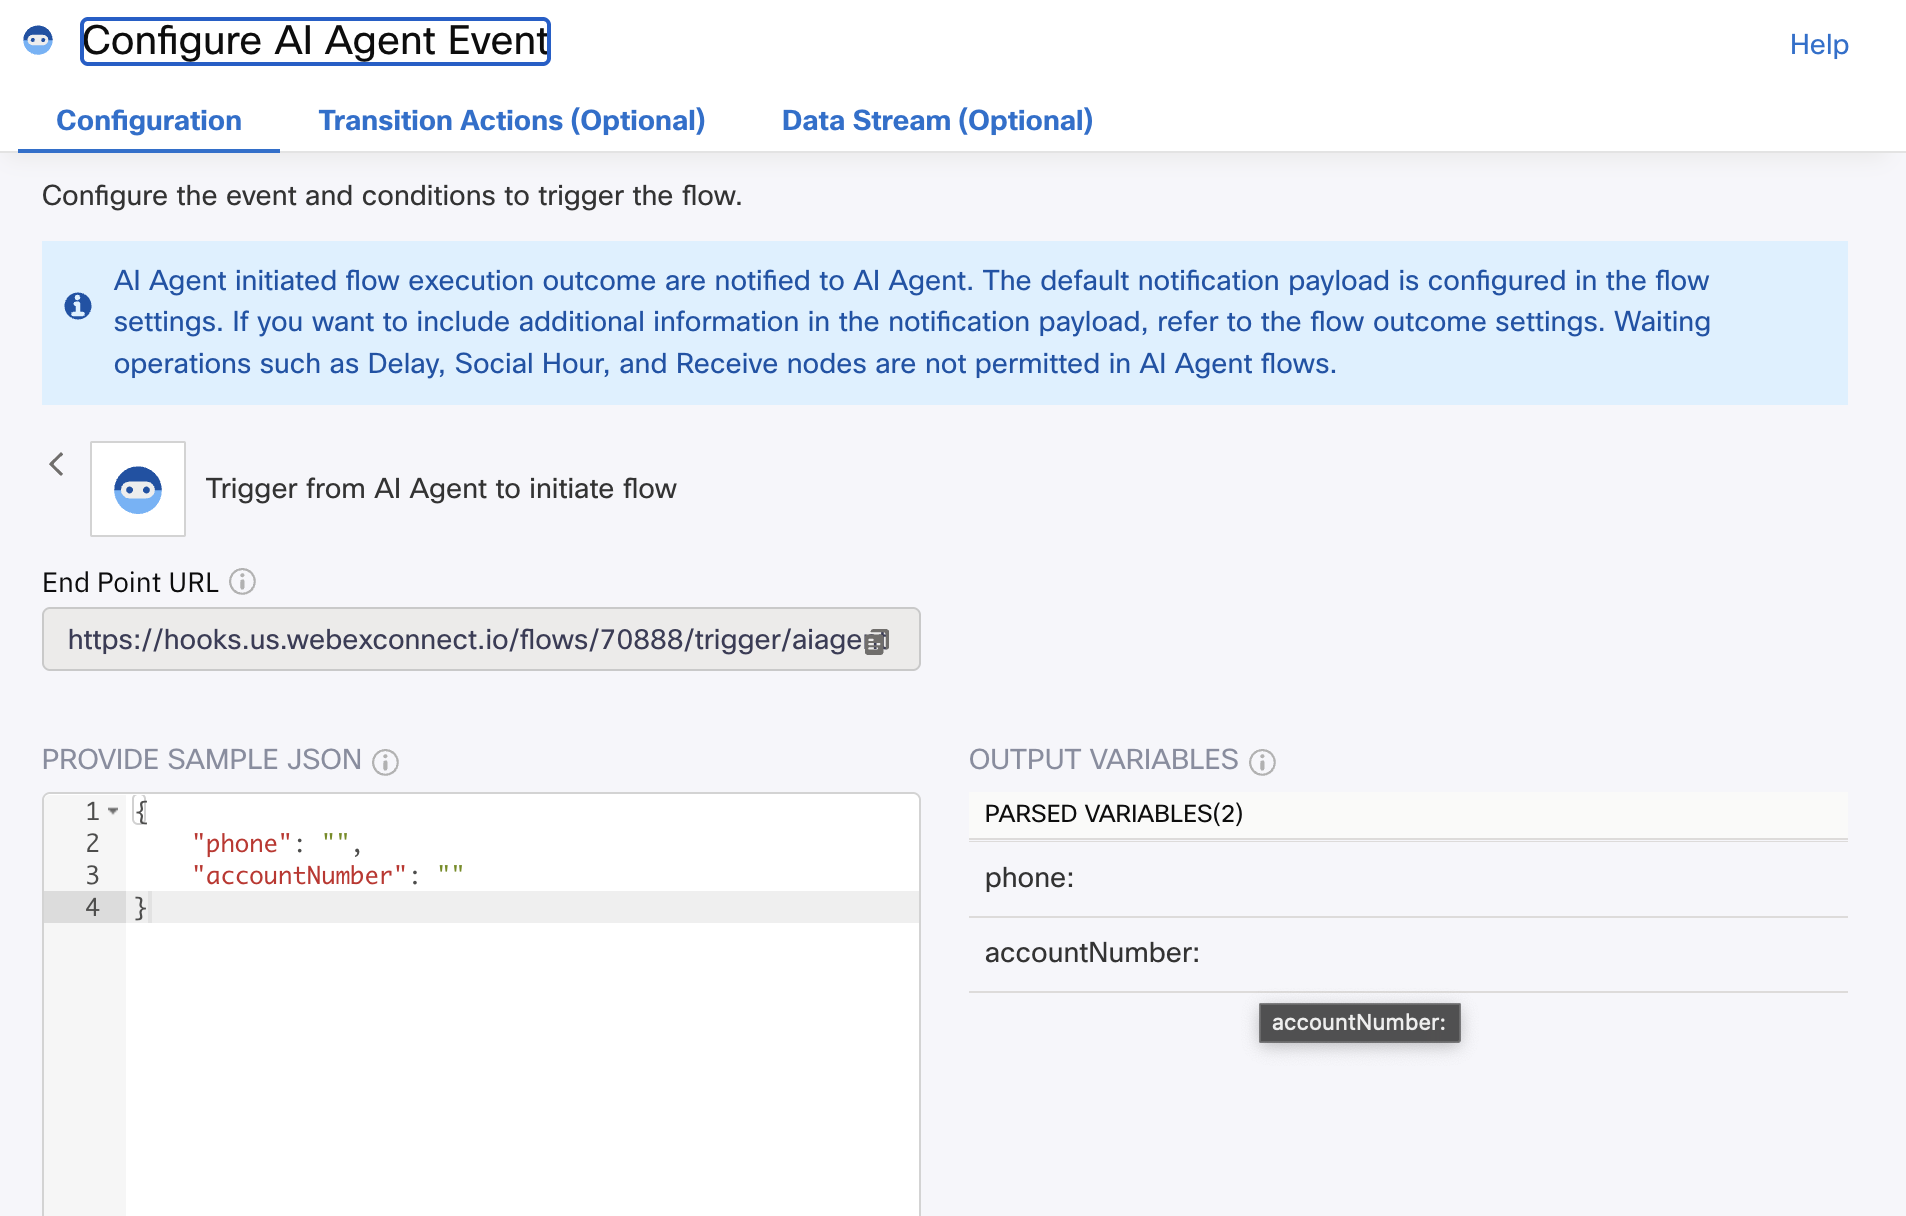 Configure AI Agent Event
Help
Configuration
Transition Actions (Optional)
Data Stream (Optional)
Configure the event and conditions to trigger the flow.
AI Agent initiated flow execution outcome are notified to AI Agent. The default notification payload is configured in the flow
settings. If you want to include additional information in the notification payload, refer to the flow outcome settings. Waiting
operations such as Delay, Social Hour, and Receive nodes are not permitted in AI Agent flows.
Trigger from AI Agent to initiate flow
End Point URL
https://hooks.us.webexconnect.io/flows/70888/trigger/aiage
PROVIDE SAMPLE JSON
1 {
2 "phone": "",
3 "accountNumber": ""
4 }
OUTPUT VARIABLES
PARSED VARIABLES(2)
phone:
accountNumber:
accountNumber: